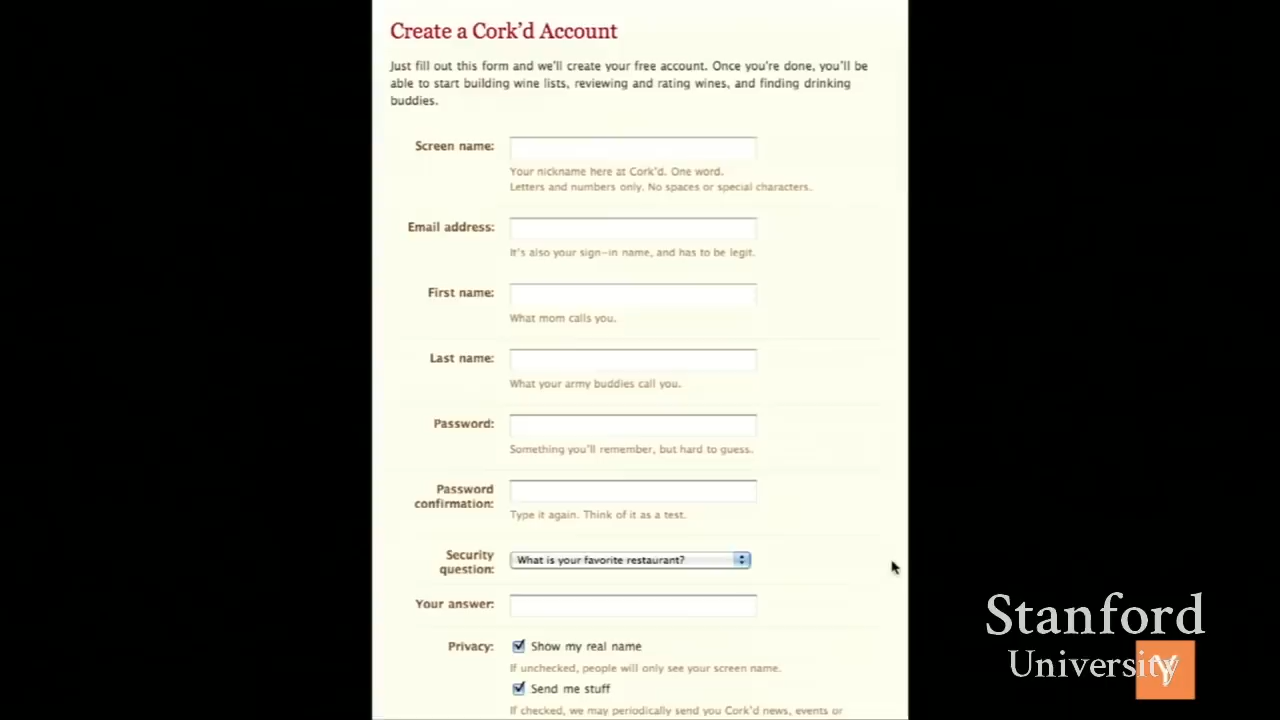 Create a Cork'd Account
Just fill out this form and we'll create your free account. Once you're done, you'll be
able to start building wine lists, reviewing and rating wines, and finding drinking
buddies.
Screen name:
Your nickname here at Cork'd. One word.
Letters and numbers only. No spaces or special characters.
Email address:
It's also your sign-in name, and has to be legit.
First name:
What mom calls you.
Last name:
What your army buddies call you.
Password:
Something you'll remember, but hard to guess.
Password
confirmation:
Type it again. Think of it as a test.
Security
question:
What is your favorite restaurant?
Your answer:
Privacy:
Show my real name
If unchecked, people will only see your screen name.
Send me stuff
If checked, we may periodically send you Cork'd news, events or
Stanford
University
Y